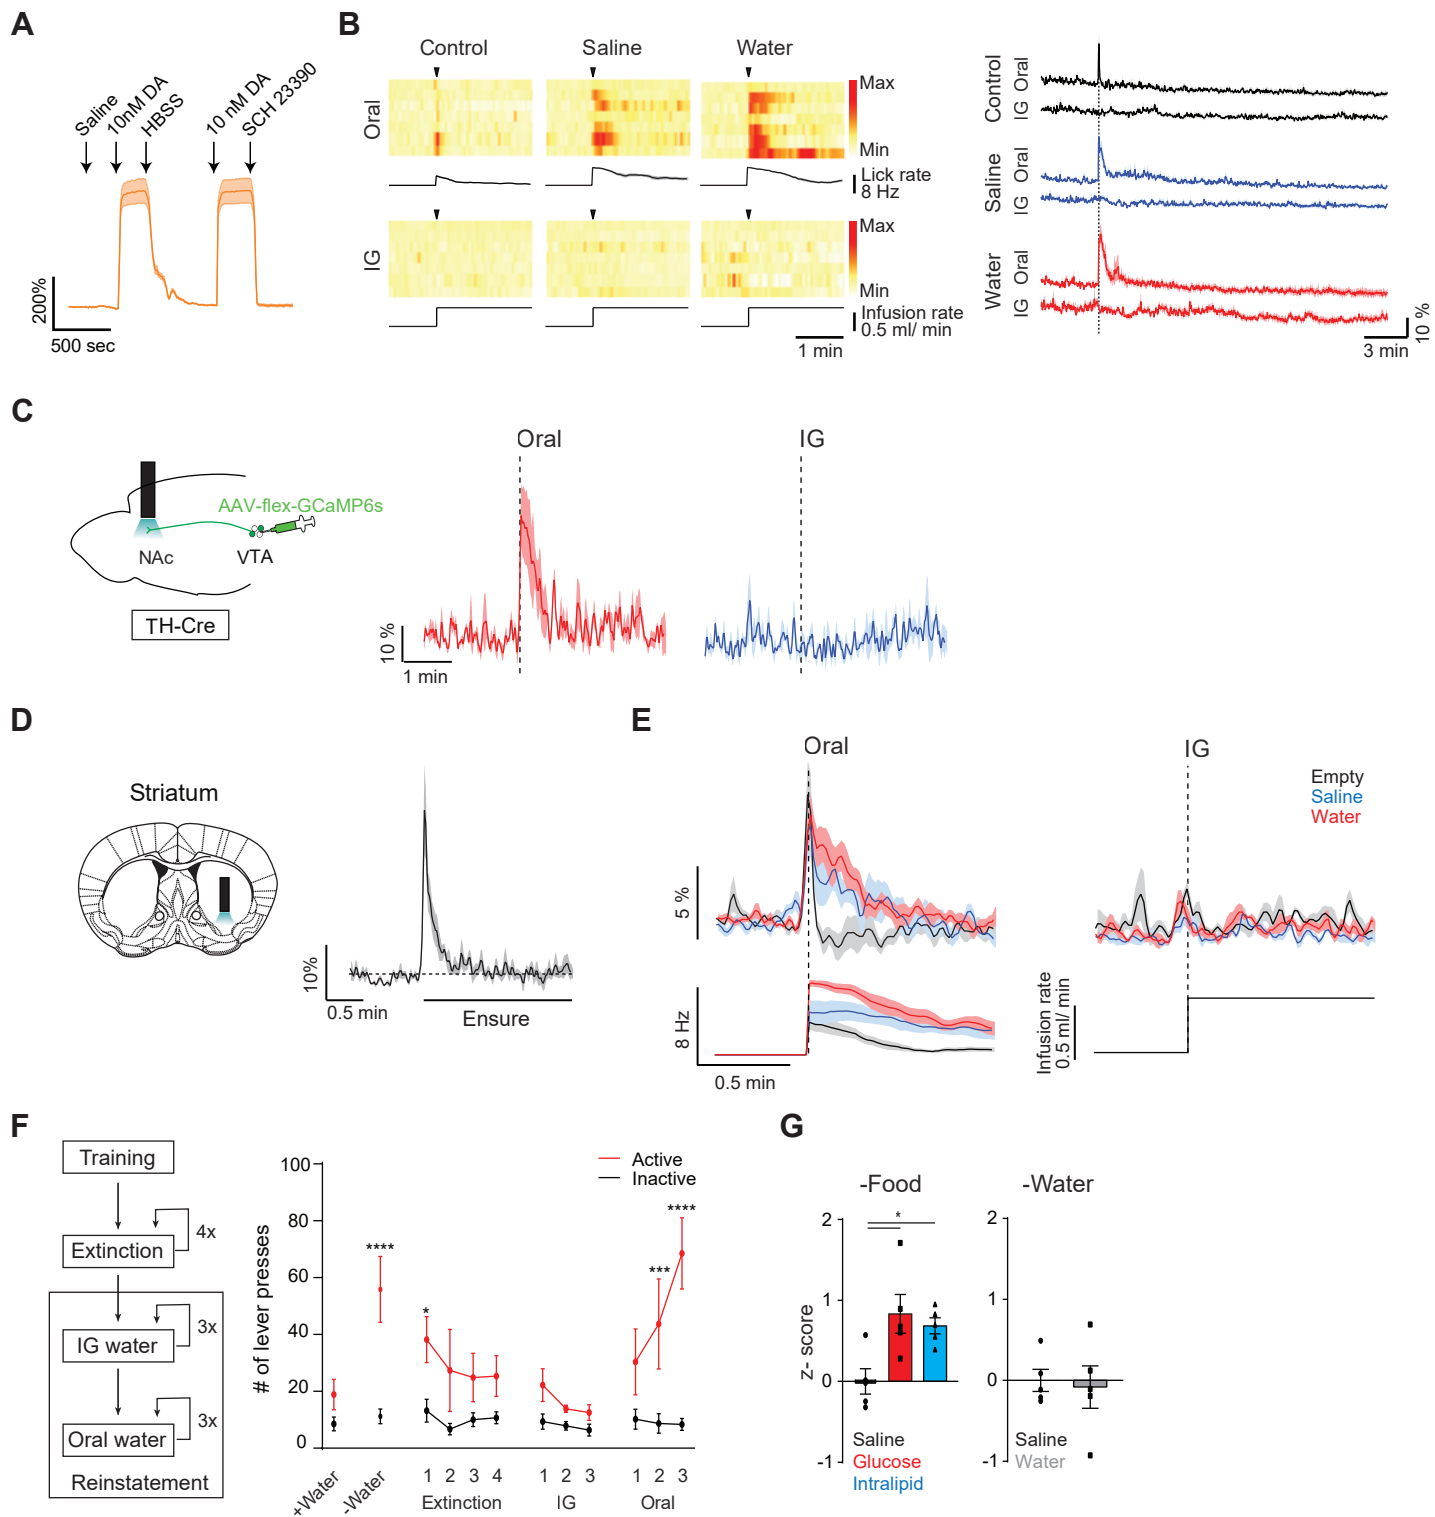 A
Saline
10nM DA
HBSS
10 nM DA
SCH 23390
200%
500 sec
B
Control
Saline
Water
Oral
Max
Min
Lick rate
8 Hz
IG
Max
Min
Infusion rate
0.5 ml/ min
1 min
Control
Oral
IG
Saline
Oral
IG
Water
Oral
IG
10 %
3 min
C
AAV-flex-GCaMP6s
NAc
VTA
TH-Cre
Oral
IG
10 %
1 min
D
Striatum
10%
0.5 min
Ensure
E
Oral
IG
Empty
Saline
Water
5 %
8 Hz
0.5 min
Infusion rate
0.5 ml/ min
F
Training
Extinction
4x
IG water
3x
Oral water
3x
Reinstatement
# of lever presses
100
80
60
40
20
0
Active
Inactive
****
*
***
****
+Water
-Water
1 2 3 4
Extinction
1 2 3
IG
1 2 3
Oral
G
-Food
z- score
2
1
0
-1
*
Saline
Glucose
Intralipid
-Water
2
1
0
-1
Saline
Water